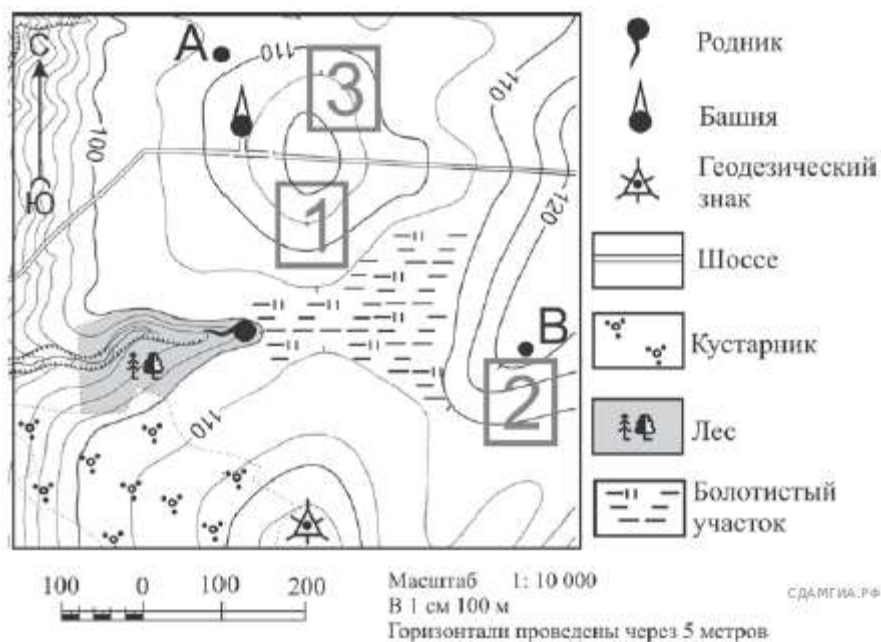 С
Ю
А
В
1
2
3
100
110
110
120
110
Родник
Башня
Геодезический
знак
Шоссе
Кустарник
Лес
Болотистый
участок
100 0 100 200
Масштаб 1: 10 000
В 1 см 100 м
Горизонтали проведены через 5 метров
СДАМГИА.РФ